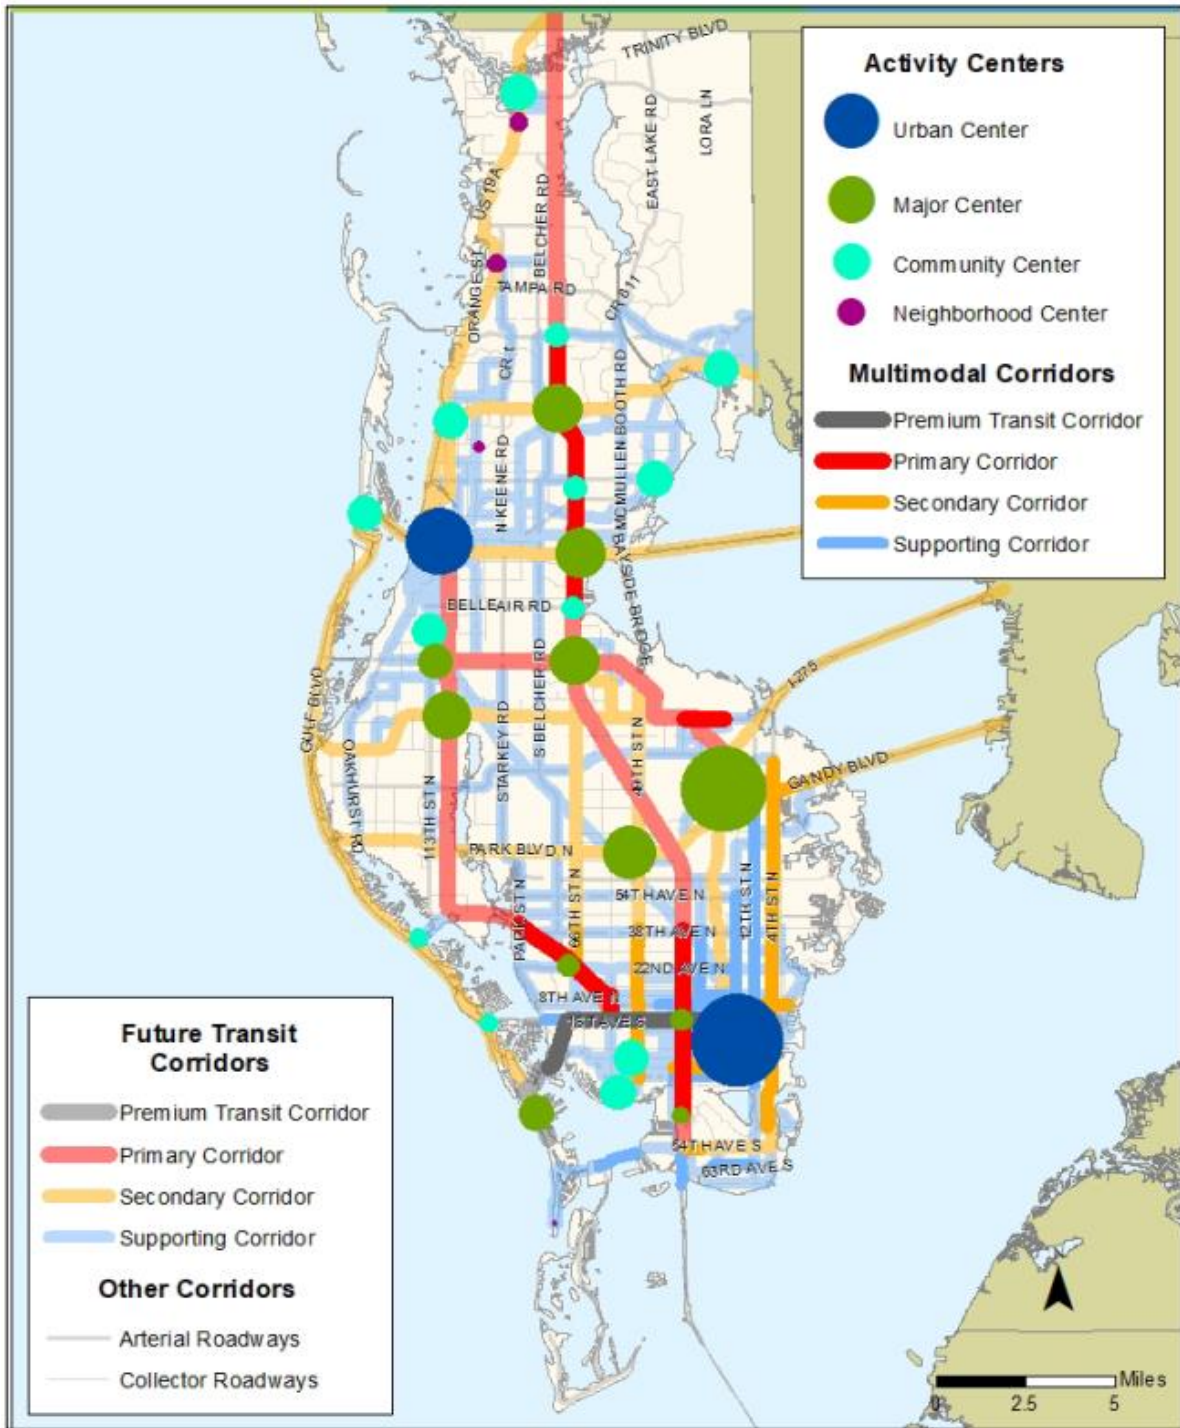 TRINITY BLVD
EAST LAKE RD
LORA LN
US 19A
BELCHER RD
ORANGE ST
TAMPA RD
CR 811
CR 1
MCMULLEN BOOTH RD
N KEENE RD
BAYSIDE BRIDGE
BELLEAIR RD
S BELCHER RD
I-275
GULF BLVD
OAKHURST RD
STARKEY RD
49TH ST N
GANDY BLVD
113TH ST N
PARK BLVD N
66TH ST N
54TH AVE N
PARK ST N
38TH AVE N
12TH ST N
4TH ST N
22ND AVE N
8TH AVE N
1ST AVE S
54TH AVE S
63RD AVE S
Activity Centers
Urban Center
Major Center
Community Center
Neighborhood Center
Multimodal Corridors
Premium Transit Corridor
Primary Corridor
Secondary Corridor
Supporting Corridor
Future Transit
Corridors
Premium Transit Corridor
Primary Corridor
Secondary Corridor
Supporting Corridor
Other Corridors
Arterial Roadways
Collector Roadways
N
Miles
0 2.5 5